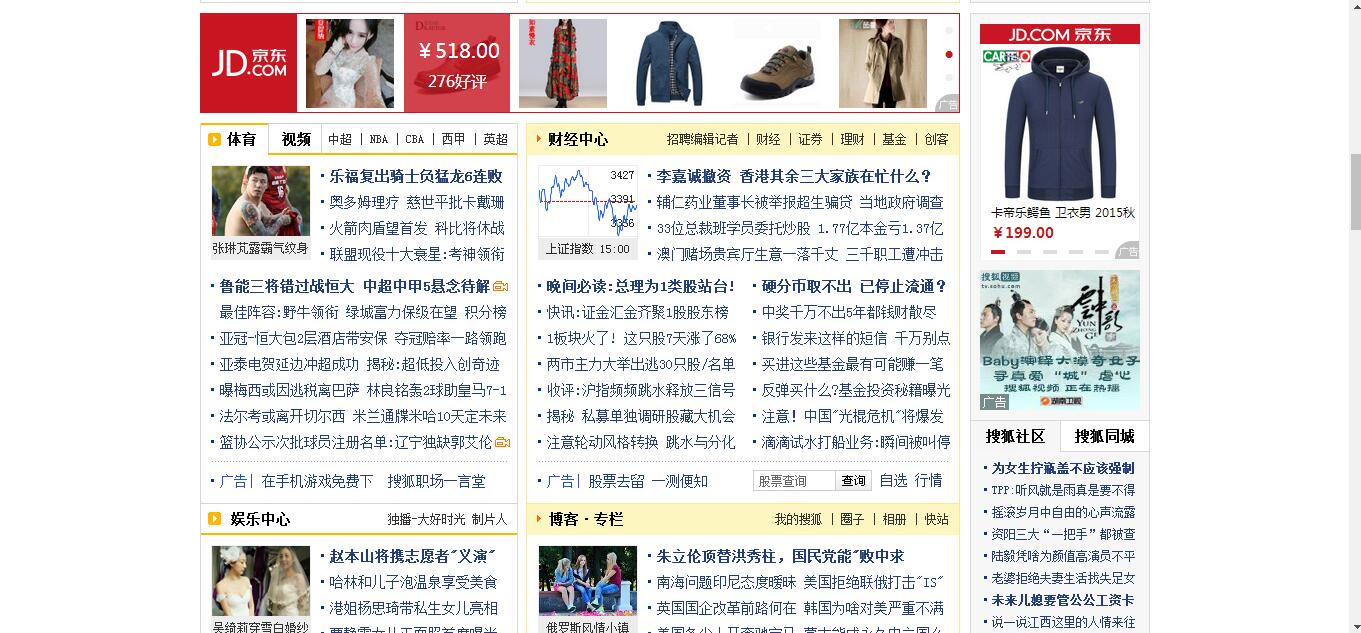 JD.COM 京东
¥518.00
276好评
广告
体育 视频 中超 | NBA | CBA | 西甲 | 英超
张琳芃露霸气纹身
乐福复出骑士负猛龙6连败
奥多姆理疗 慈世平批卡戴珊
火箭肉盾望首发 科比将休战
联盟现役十大衰星:考神领衔
鲁能三将错过战恒大 中超中甲5悬念待解
最佳阵容:野牛领衔 绿城富力保级在望 积分榜
亚冠-恒大包2层酒店带安保 夺冠赔率一路领跑
亚泰电贺延边冲超成功 揭秘:超低投入创奇迹
曝梅西或因逃税离巴萨 林良铭轰2球助皇马7-1
法尔考或离开切尔西 米兰通牒米哈10天定未来
篮协公示次批球员注册名单:辽宁独缺郭艾伦
广告| 在手机游戏免费下 搜狐职场一言堂
财经中心 招聘编辑记者 | 财经 | 证券 | 理财 | 基金 | 创客
3427
3391
3356
上证指数 15:00
李嘉诚撤资 香港其余三大家族在忙什么？
辅仁药业董事长被举报超生骗贷 当地政府调查
33位总裁班学员委托炒股 1.77亿本金亏1.37亿
澳门赌场贵宾厅生意一落千丈 三千职工遭冲击
晚间必读:总理为1类股站台!
快讯:证金汇金齐聚1股股东榜
1板块火了! 这只股7天涨了68%
两市主力大举出逃30只股/名单
收评:沪指频频跳水释放三信号
揭秘 私募单独调研股藏大机会
注意轮动风格转换 跳水与分化
硬分币取不出 已停止流通？
中奖千万不出5年都钱财散尽
银行发来这样的短信 千万别点
买进这些基金最有可能赚一笔
反弹买什么?基金投资秘籍曝光
注意! 中国"光棍危机"将爆发
滴滴试水打船业务:瞬间被叫停
广告| 股票去留 一测便知 股票查询 查询 自选 行情
娱乐中心 独播-大好时光 制片人
吴绮莉穿雪白婚纱
赵本山将携志愿者"义演"
哈林和儿子泡温泉享受美食
港姐杨思琦带私生女儿亮相
博客·专栏 我的搜狐 | 圈子 | 相册 | 快站
俄罗斯风情小镇
朱立伦顶替洪秀柱，国民党能"败中求
南海问题印尼态度暧昧 美国拒绝联俄打击"IS"
英国国企改革前路何在 韩国为啥对美严重不满
JD.COM 京东
CARTELO
卡帝乐鳄鱼 卫衣男 2015秋
¥199.00
广告
搜狐视频
tv.sohu.com
云中歌
YUN ZHONG GE
Baby演绎大漠奇女子
寻真爱 "城"虐心
搜狐视频 正在热播
广告 湖南卫视
搜狐社区 搜狐同城
为女生拧瓶盖不应该强制
TPP:听风就是雨真是要不得
摇滚岁月中自由的心声流露
资阳三大"一把手"都被查
陆毅凭啥为颜值高演员不平
老婆拒绝夫妻生活找失足女
未来儿媳要管公公工资卡
说一说江西这里的人情来往